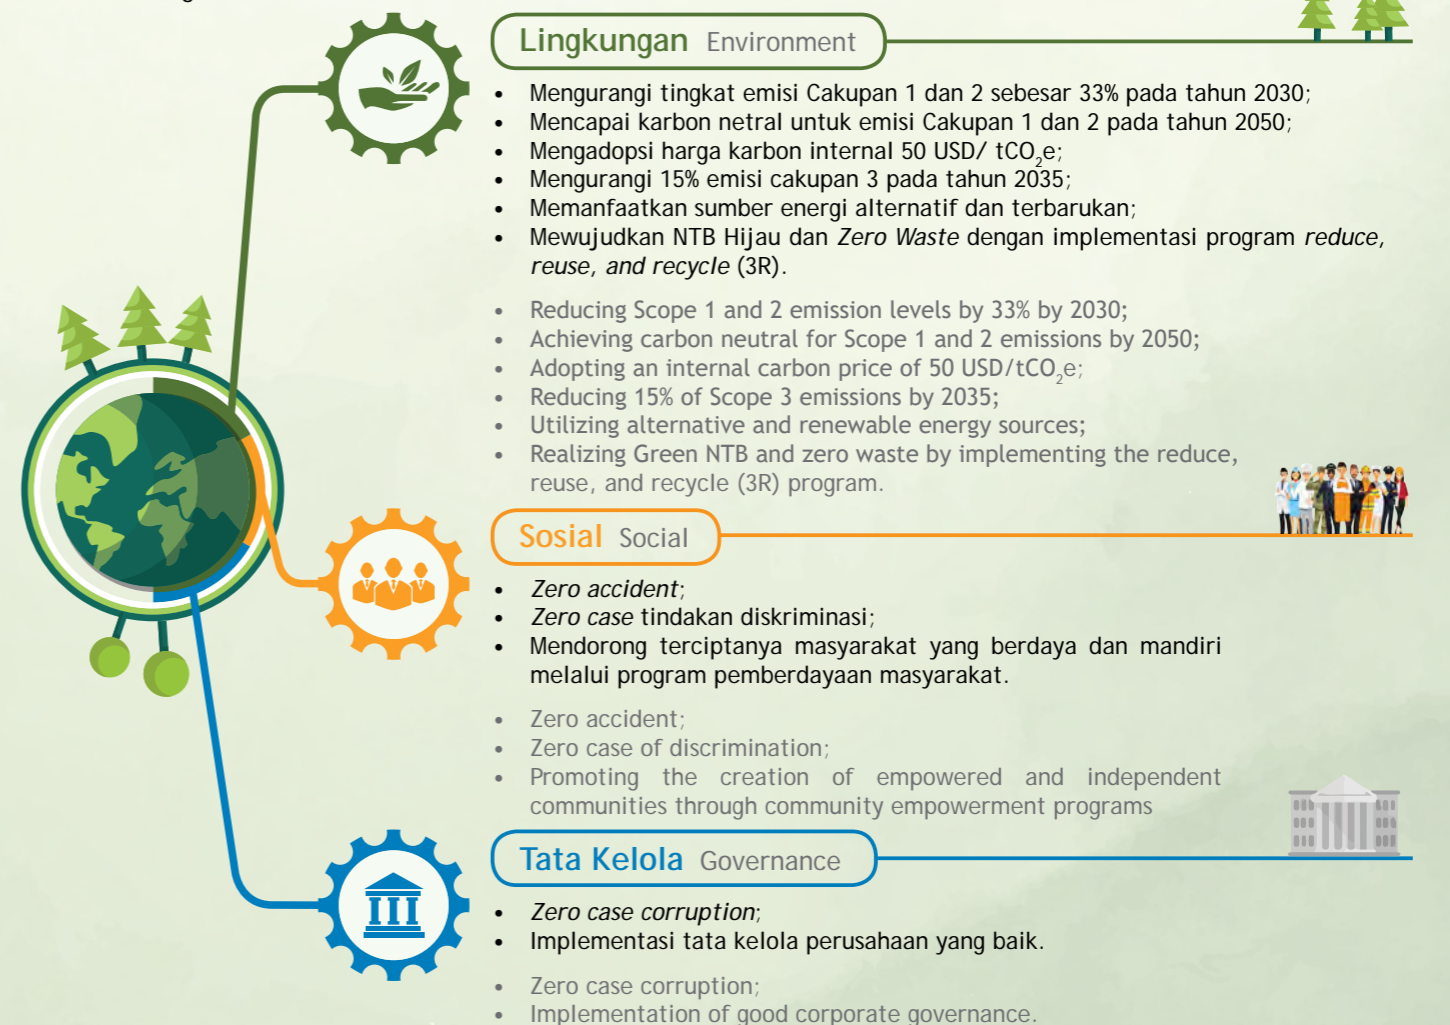 Lingkungan Environment
• Mengurangi tingkat emisi Cakupan 1 dan 2 sebesar 33% pada tahun 2030;
• Mencapai karbon netral untuk emisi Cakupan 1 dan 2 pada tahun 2050;
• Mengadopsi harga karbon internal 50 USD/ tCO₂e;
• Mengurangi 15% emisi cakupan 3 pada tahun 2035;
• Memanfaatkan sumber energi alternatif dan terbarukan;
• Mewujudkan NTB Hijau dan Zero Waste dengan implementasi program reduce,
reuse, and recycle (3R).
• Reducing Scope 1 and 2 emission levels by 33% by 2030;
• Achieving carbon neutral for Scope 1 and 2 emissions by 2050;
• Adopting an internal carbon price of 50 USD/tCO₂e;
• Reducing 15% of Scope 3 emissions by 2035;
• Utilizing alternative and renewable energy sources;
• Realizing Green NTB and zero waste by implementing the reduce,
reuse, and recycle (3R) program.
Sosial Social
• Zero accident;
• Zero case tindakan diskriminasi;
• Mendorong terciptanya masyarakat yang berdaya dan mandiri
melalui program pemberdayaan masyarakat.
• Zero accident;
• Zero case of discrimination;
• Promoting the creation of empowered and independent
communities through community empowerment programs
Tata Kelola Governance
• Zero case corruption;
• Implementasi tata kelola perusahaan yang baik.
• Zero case corruption;
• Implementation of good corporate governance.